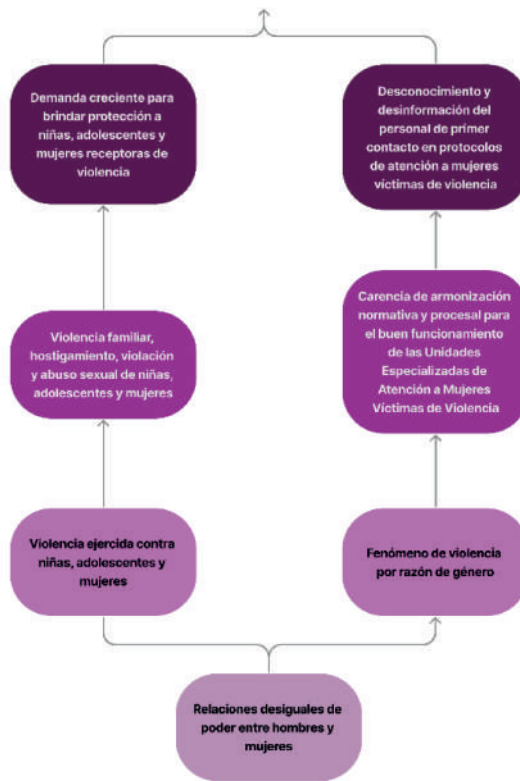 Demanda creciente para
brindar protección a
niñas, adolescentes y
mujeres receptoras de
violencia
Desconocimiento y
desinformación del
personal de primer
contacto en protocolos
de atención a mujeres
víctimas de violencia
Violencia familiar,
hostigamiento, violación
y abuso sexual de niñas,
adolescentes y mujeres
Carencia de armonización
normativa y procesal para
el buen funcionamiento
de las Unidades
Especializadas de
Atención a Mujeres
Víctimas de Violencia
Violencia ejercida contra
niñas, adolescentes y
mujeres
Fenómeno de violencia
por razón de género
Relaciones desiguales de
poder entre hombres y
mujeres